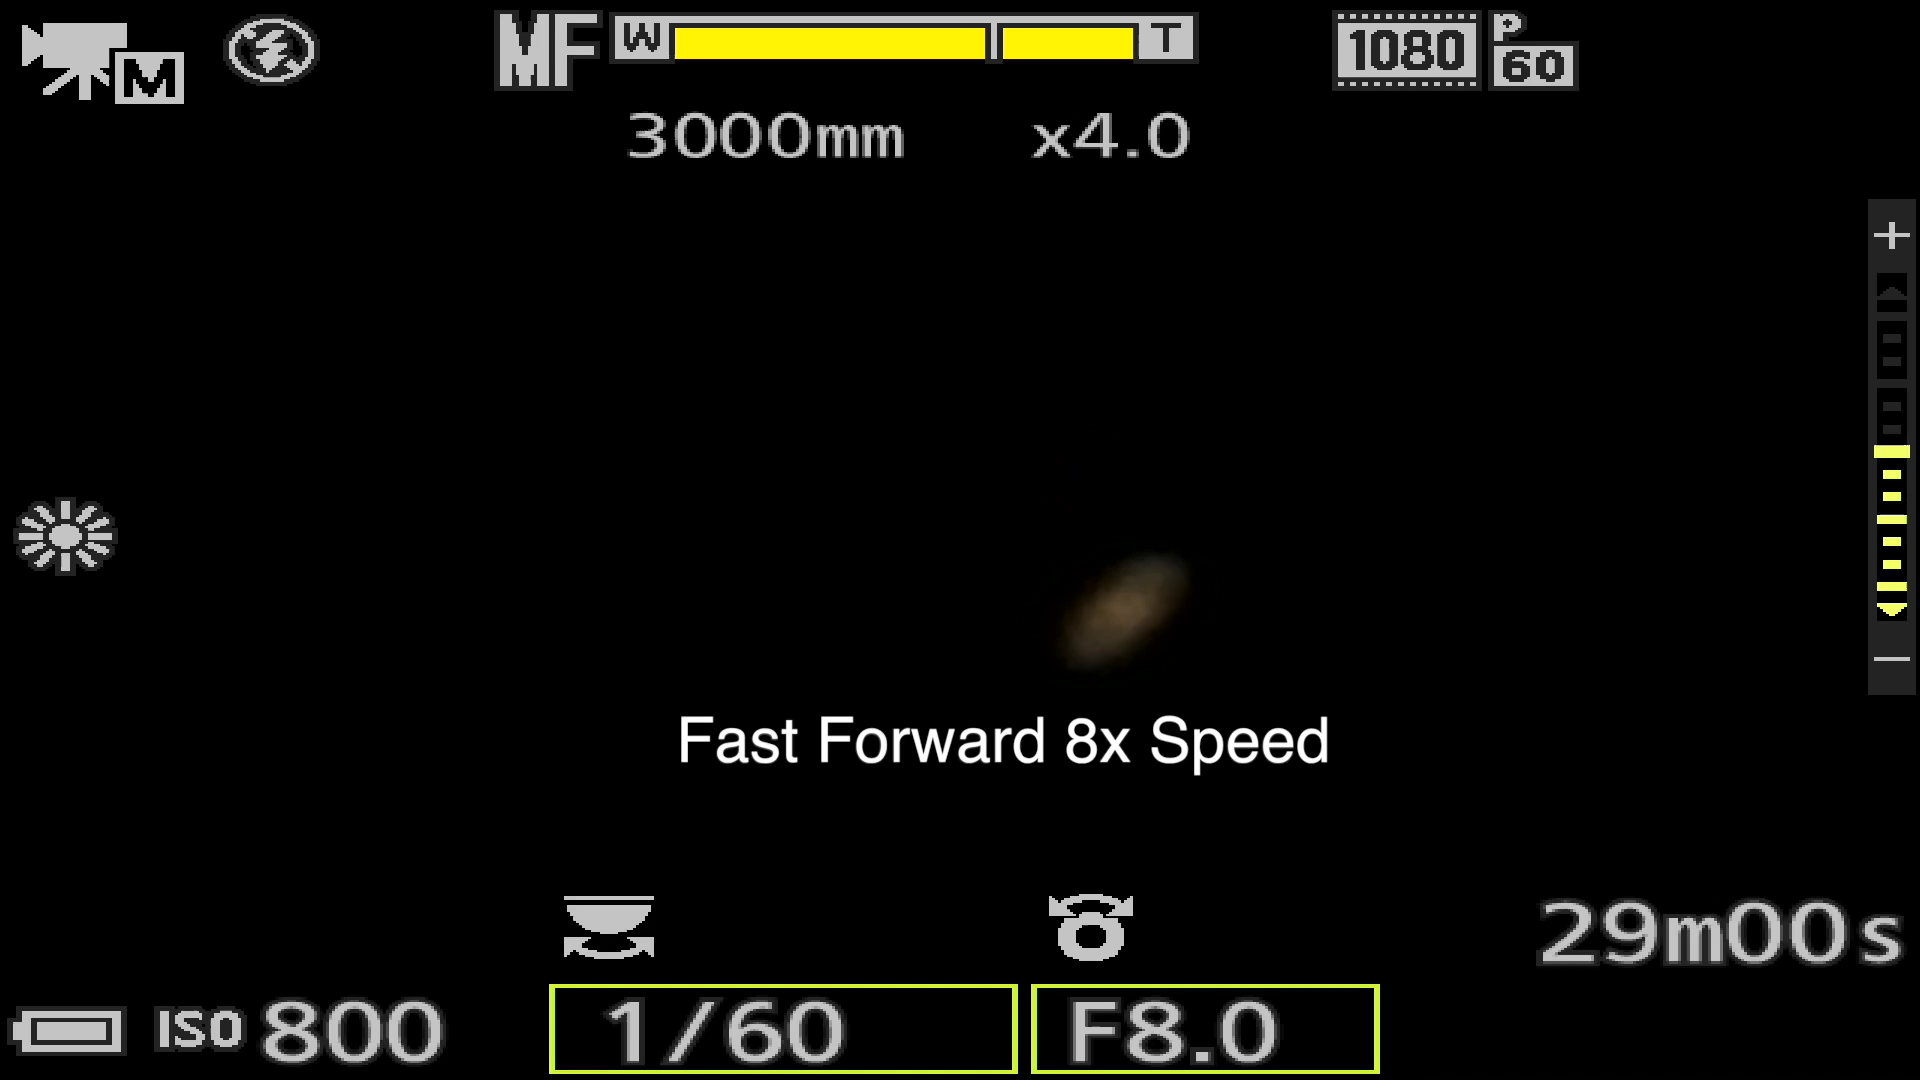 M
MF W T 1080 P 60
3000mm x4.0
Fast Forward 8x Speed
29m00s
ISO 800 1/60 F8.0